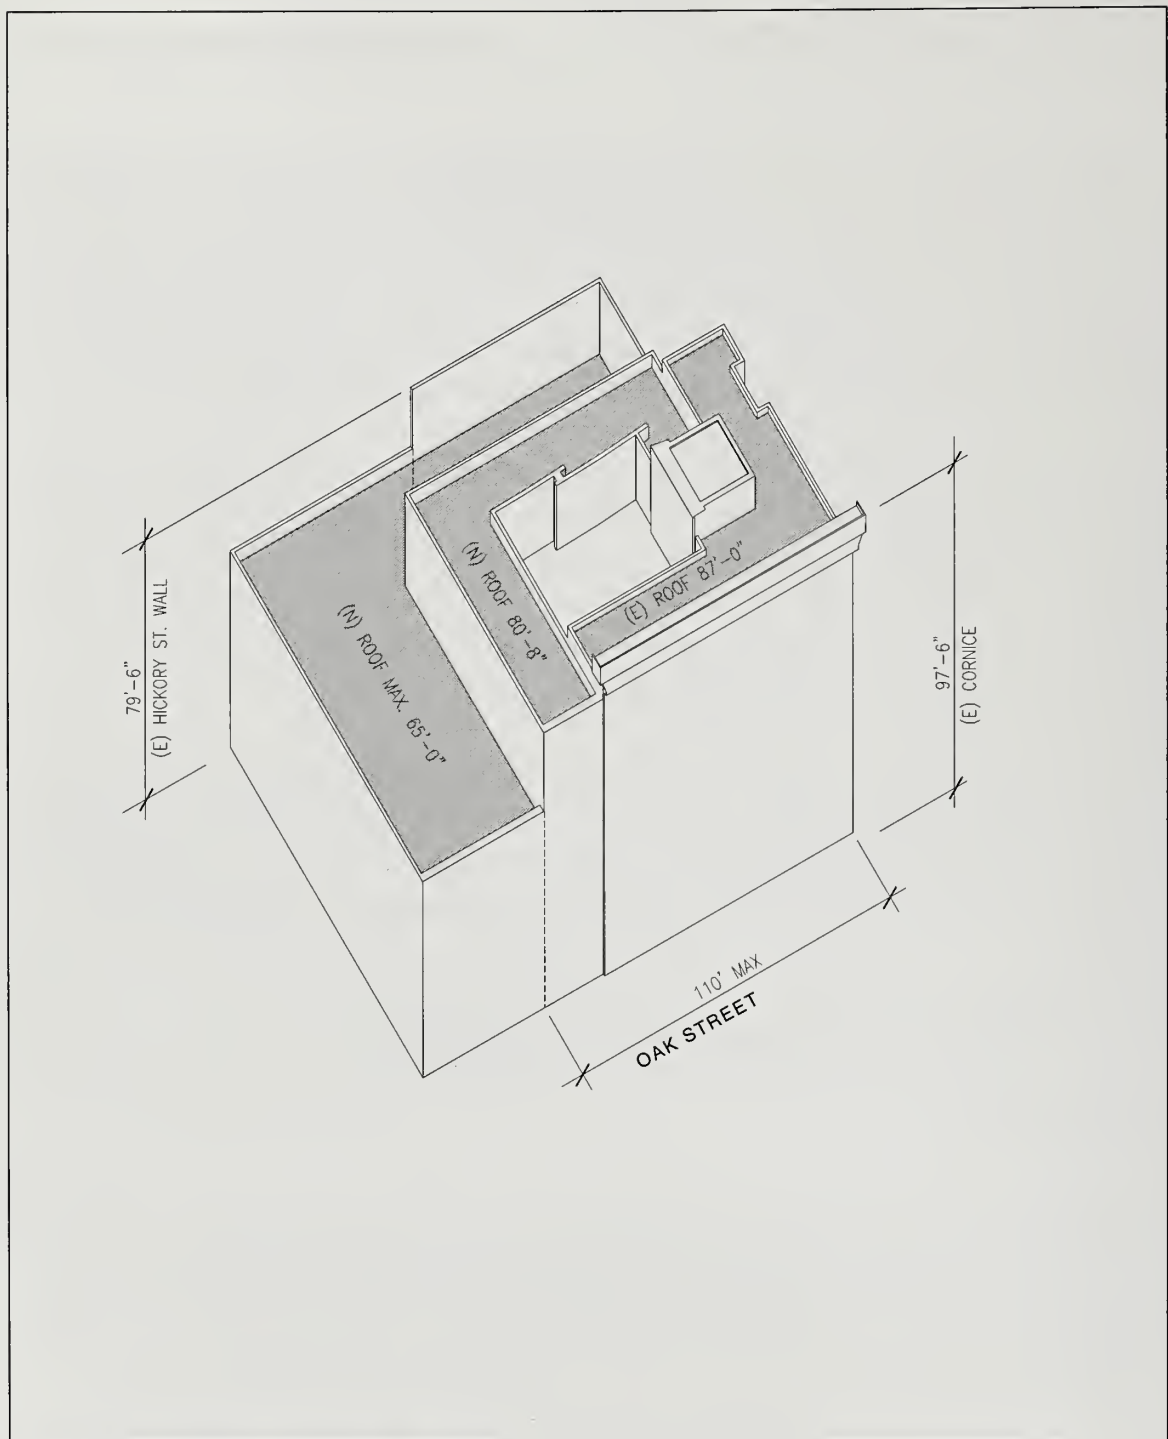 79'-6"
(E) HICKORY ST. WALL
(N) ROOF MAX. 65'-0"
(N) ROOF 80'-8"
(E) ROOF 87'-0"
97'-6"
(E) CORNICE
110' MAX
OAK STREET